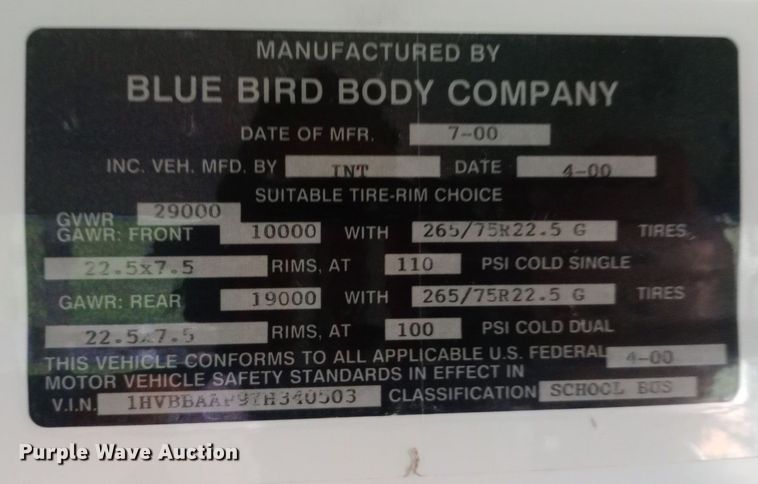 MANUFACTURED BY
BLUE BIRD BODY COMPANY
DATE OF MFR. 7-00
INC. VEH. MFD. BY INT DATE 4-00
SUITABLE TIRE-RIM CHOICE
GVWR 29000
GAWR: FRONT 10000 WITH 265/75R22.5 G TIRES
22.5x7.5 RIMS, AT 110 PSI COLD SINGLE
GAWR: REAR 19000 WITH 265/75R22.5 G TIRES
22.5x7.5 RIMS, AT 100 PSI COLD DUAL
THIS VEHICLE CONFORMS TO ALL APPLICABLE U.S. FEDERAL 4-00
MOTOR VEHICLE SAFETY STANDARDS IN EFFECT IN
V.I.N. CLASSIFICATION SCHOOL BUS
Purple Wave Auction